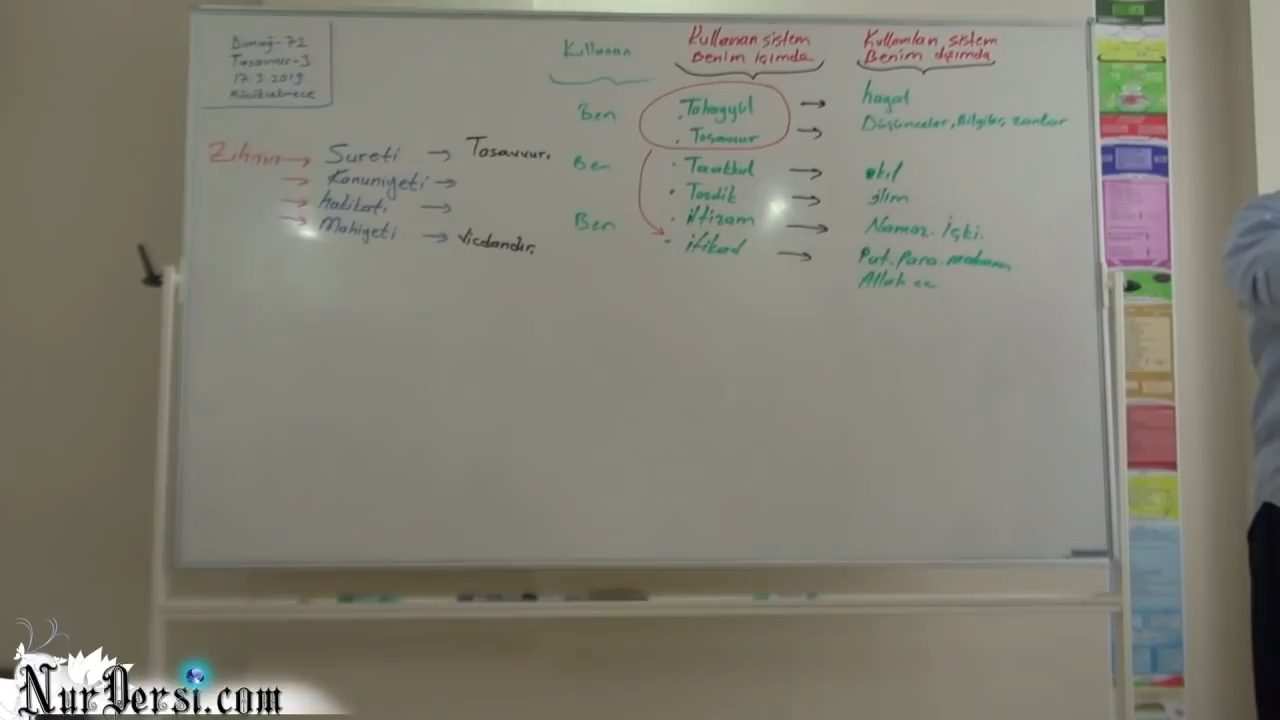 Dimağ-72
Tasavvur-3
17.3.2019
Küçükçekmece
Kullanan
Kullanan sistem
Benim içimde
Kullanılan sistem
Benim dışımda
Ben
. Tahayyül → hayal
. Tasavvur → Düşünceler, Bilgiler, zanlar
Zihnin → Sureti → Tasavvur.
→ Kanuniyeti →
→ hakikati →
→ Mahiyeti → Vicdandır.
Ben
. Taakkul → akıl
. Tasdik → ilim
Ben
. iltizam → Namaz. İçki.
. itikad → Put. Para. makam
Allah cc
NurDersi.com